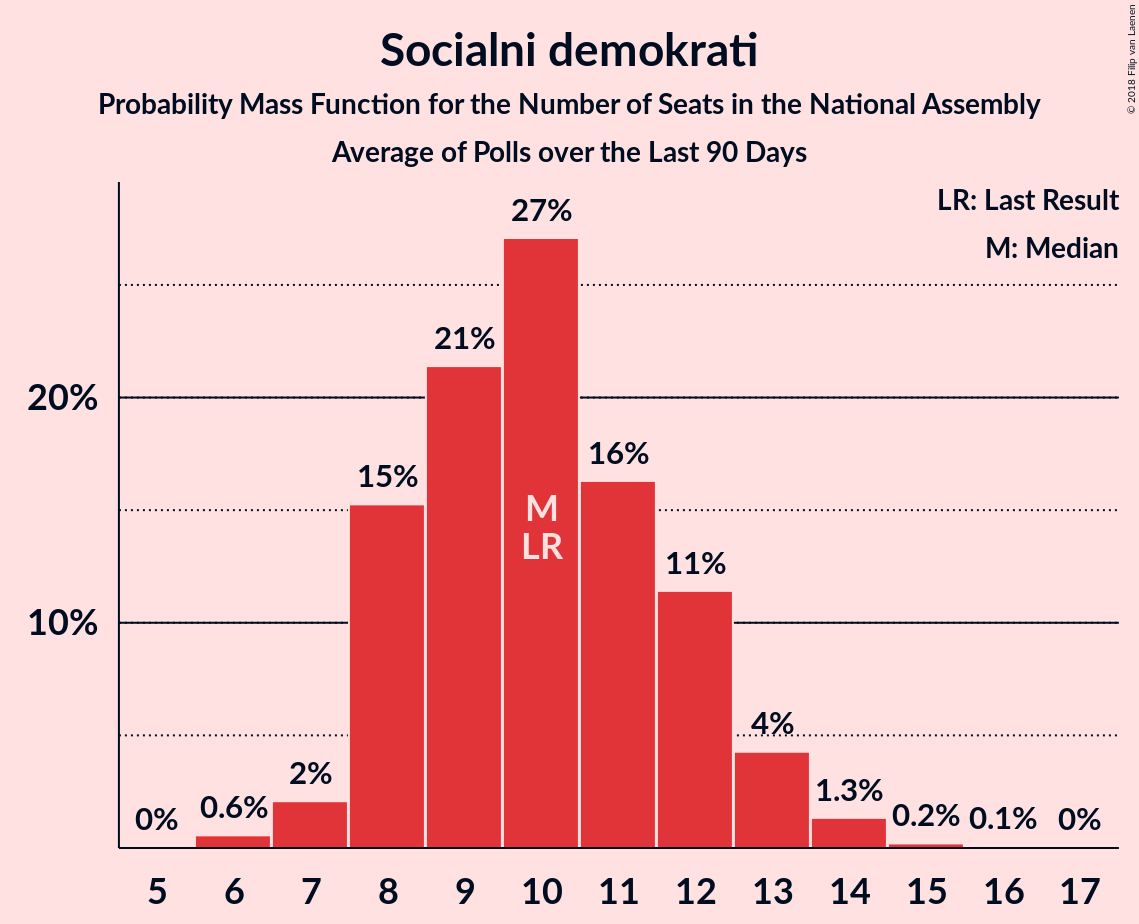 Socialni demokrati
Probability Mass Function for the Number of Seats in the National Assembly
Average of Polls over the Last 90 Days
© 2018 Filip van Laenen
LR: Last Result
M: Median
20%
10%
0%
0.6%
2%
15%
21%
27%
16%
11%
4%
1.3%
0.2%
0.1%
0%
M
LR
5 6 7 8 9 10 11 12 13 14 15 16 17